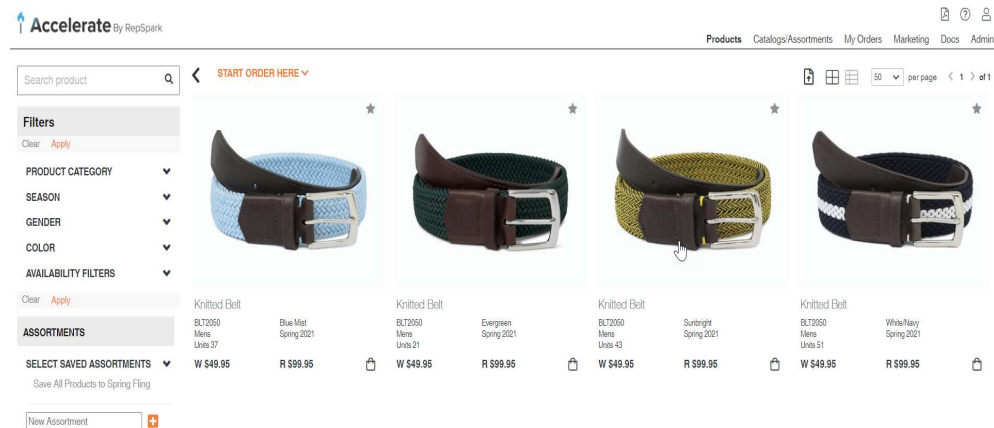 Accelerate By RepSpark
Products Catalogs/Assortments My Orders Marketing Docs Admin
Search product
START ORDER HERE
50 per page 1 of 1
Filters
Clear Apply
PRODUCT CATEGORY
SEASON
GENDER
COLOR
AVAILABILITY FILTERS
Clear Apply
ASSORTMENTS
SELECT SAVED ASSORTMENTS
Save All Products to Spring Fling
New Assortment
Knitted Belt
BLT2050 Blue Mist
Mens Spring 2021
Units 37
W $49.95 R $99.95
Knitted Belt
BLT2050 Evergreen
Mens Spring 2021
Units 21
W $49.95 R $99.95
Knitted Belt
BLT2050 Sunbright
Mens Spring 2021
Units 43
W $49.95 R $99.95
Knitted Belt
BLT2050 White/Navy
Mens Spring 2021
Units 51
W $49.95 R $99.95